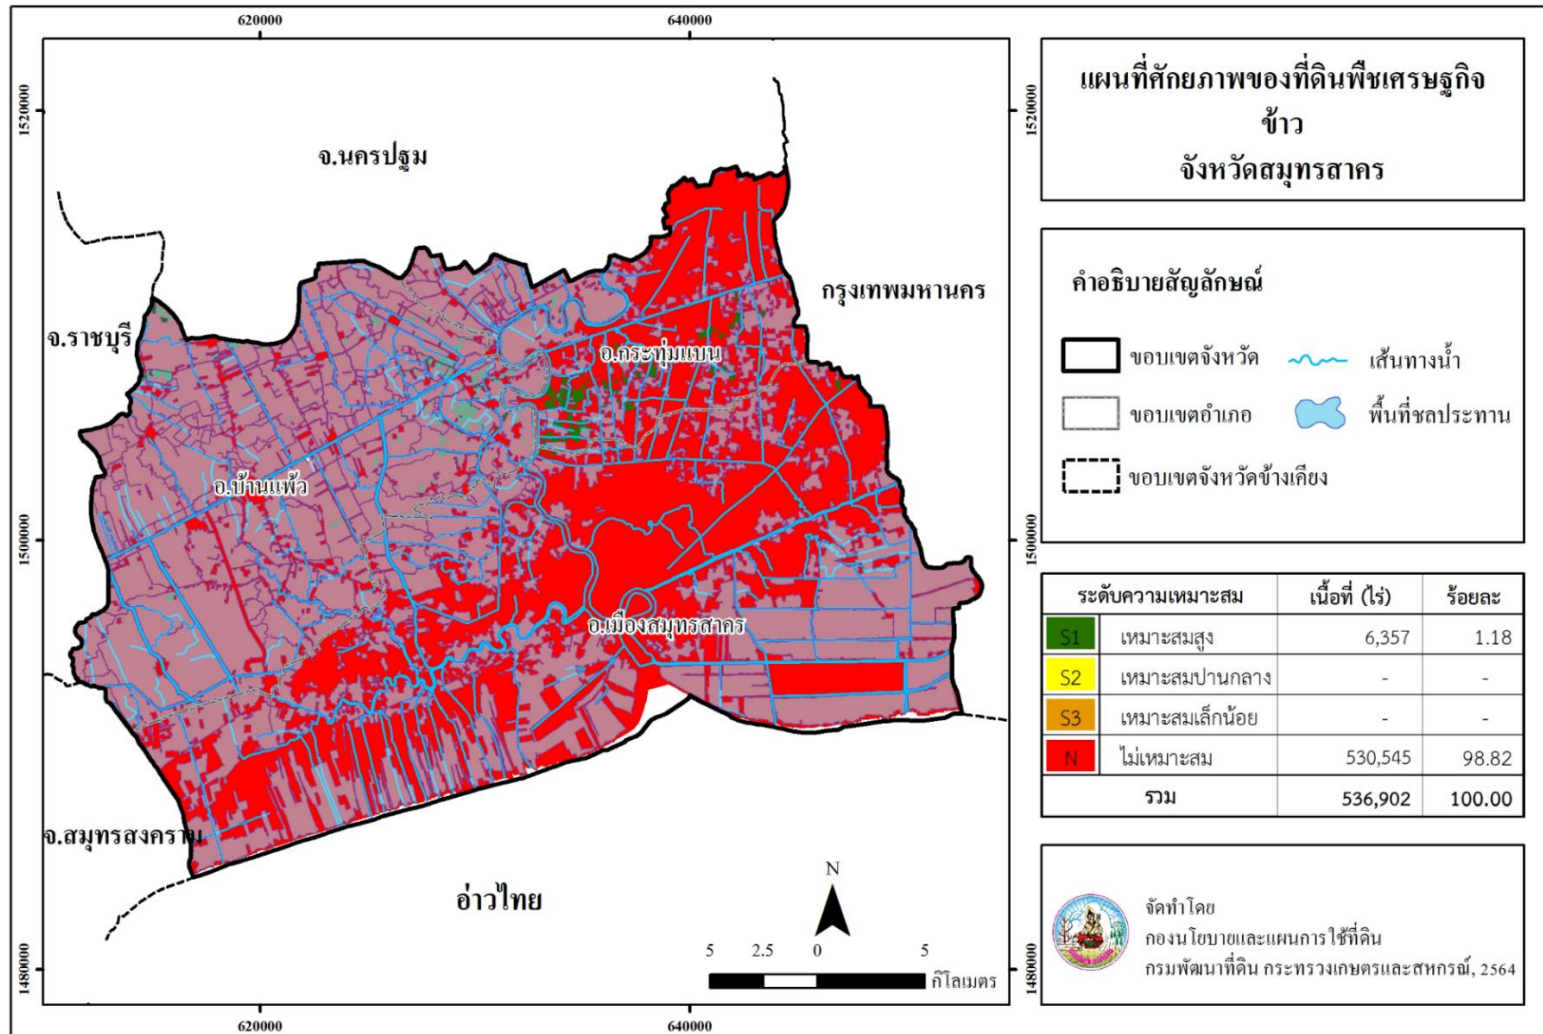 620000
640000
1520000
1520000
แผนที่ศักยภาพของที่ดินพืชเศรษฐกิจ
ข้าว
จังหวัดสมุทรสาคร
จ.นครปฐม
กรุงเทพมหานคร
จ.ราชบุรี
อ.กระทุ่มแบน
อ.บ้านแพ้ว
1500000
1500000
อ.เมืองสมุทรสาคร
จ.สมุทรสงคราม
อ่าวไทย
N
5 2.5 0 5
กิโลเมตร
1480000
1480000
620000
640000
คำอธิบายสัญลักษณ์
ขอบเขตจังหวัด
เส้นทางน้ำ
ขอบเขตอำเภอ
พื้นที่ชลประทาน
ขอบเขตจังหวัดข้างเคียง
ระดับความเหมาะสม เนื้อที่ (ไร่) ร้อยละ
S1 เหมาะสมสูง 6,357 1.18
S2 เหมาะสมปานกลาง - -
S3 เหมาะสมเล็กน้อย - -
N ไม่เหมาะสม 530,545 98.82
รวม 536,902 100.00
จัดทำโดย
กองนโยบายและแผนการใช้ที่ดิน
กรมพัฒนาที่ดิน กระทรวงเกษตรและสหกรณ์, 2564